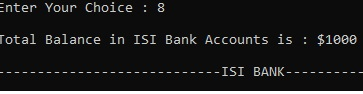 Enter Your Choice : 8
Total Balance in ISI Bank Accounts is : $1000
-----------------------------ISI BANK----------